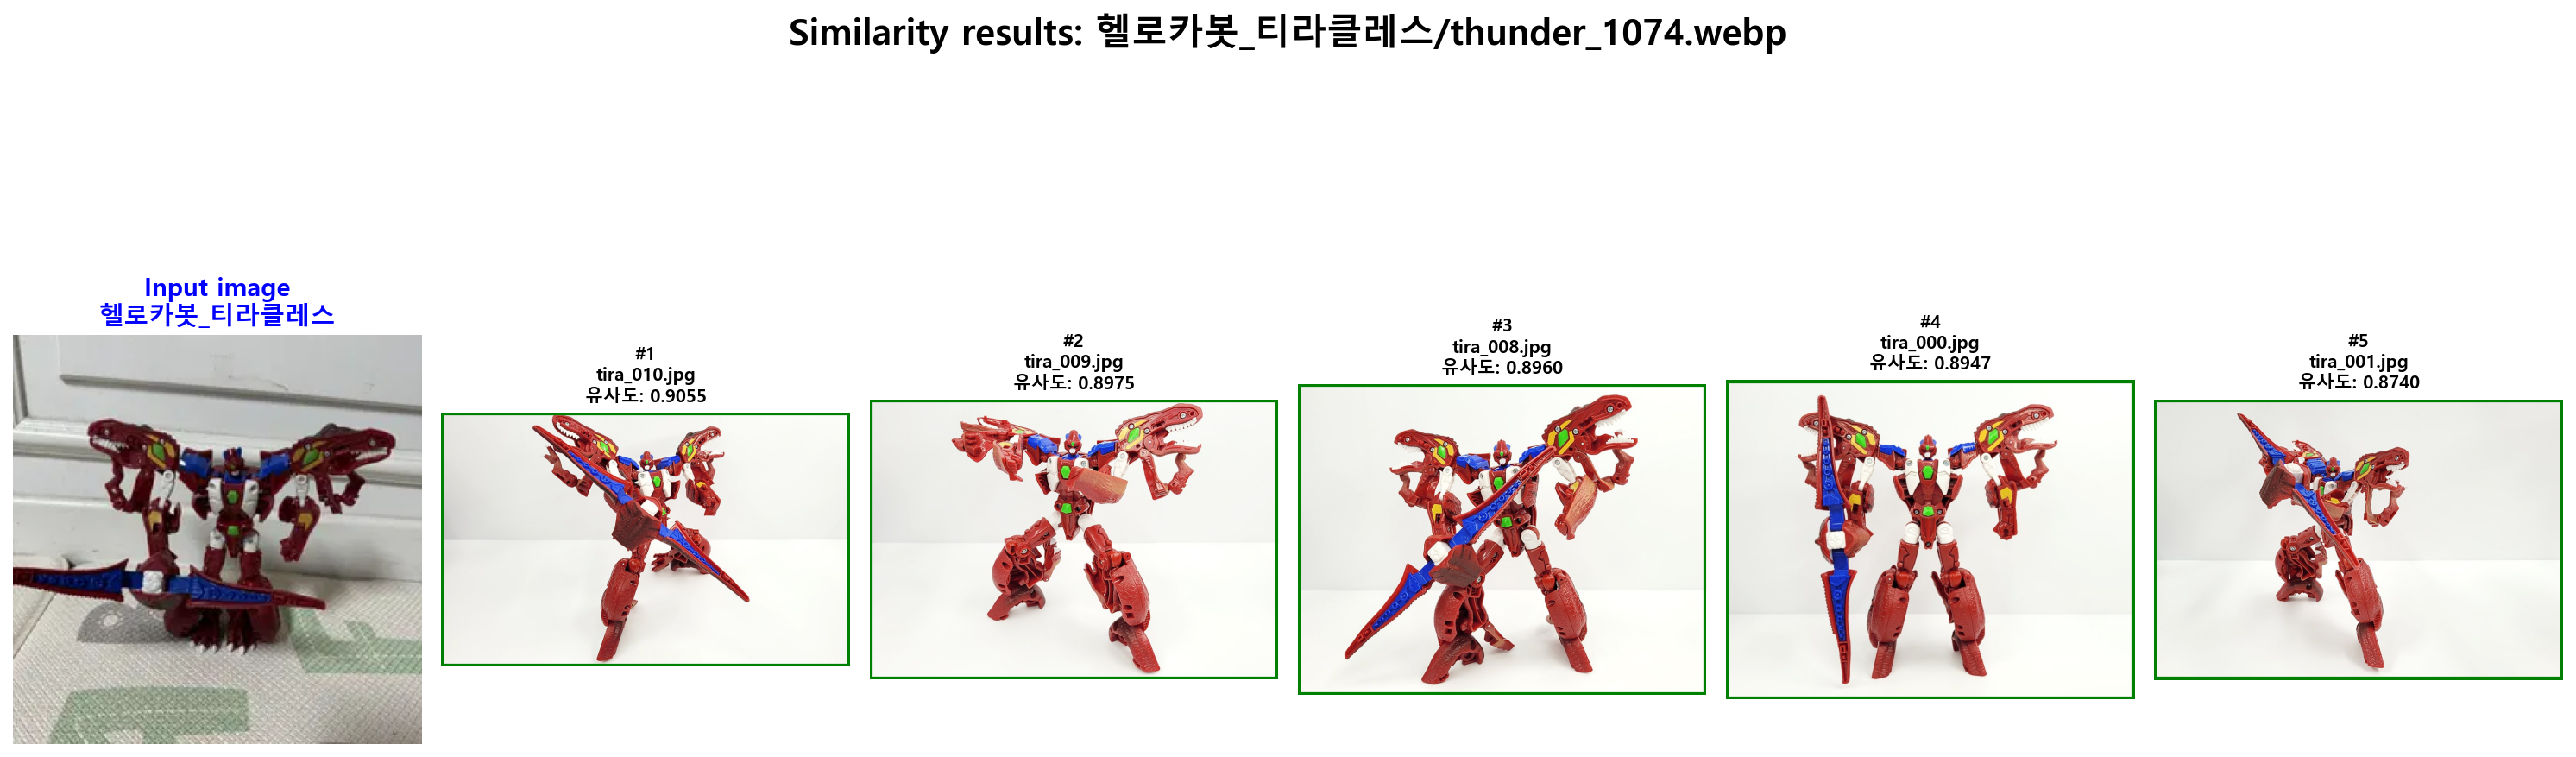 Similarity results: 헬로카봇_티라클레스/thunder_1074.webp
Input image
헬로카봇_티라클레스
#1
tira_010.jpg
유사도: 0.9055
#2
tira_009.jpg
유사도: 0.8975
#3
tira_008.jpg
유사도: 0.8960
#4
tira_000.jpg
유사도: 0.8947
#5
tira_001.jpg
유사도: 0.8740